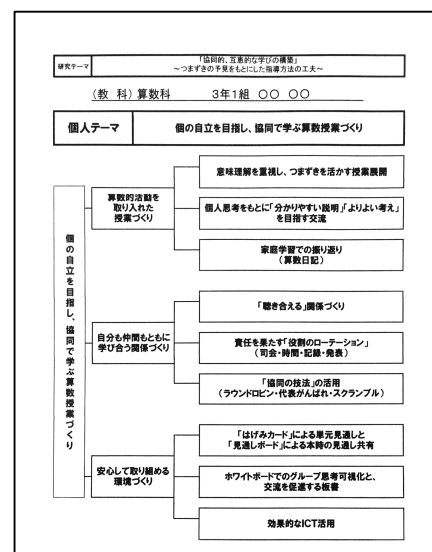 研究テーマ
「協同的、互恵的な学びの構築」
～つまずきの予見をもとにした指導方法の工夫～
(教 科) 算数科 3年1組 ○○ ○○
個人テーマ
個の自立を目指し、協同で学ぶ算数授業づくり
個の自立を目指し、協同で学ぶ算数授業づくり
算数的活動を
取り入れた
授業づくり
意味理解を重視し、つまずきを活かす授業展開
個人思考をもとに「分かりやすい説明」「よりよい考え」
を目指す交流
家庭学習での振り返り
(算数日記)
自分も仲間もともに
学び合う関係づくり
「聴き合える」関係づくり
責任を果たす「役割のローテーション」
(司会・時間・記録・発表)
「協同の技法」の活用
(ラウンドロビン・代表がんばれ・スクランブル)
安心して取り組める
環境づくり
「はげみカード」による単元見通しと
「見通しボード」による本時の見通し共有
ホワイトボードでのグループ思考可視化と、
交流を促進する板書
効果的なICT活用